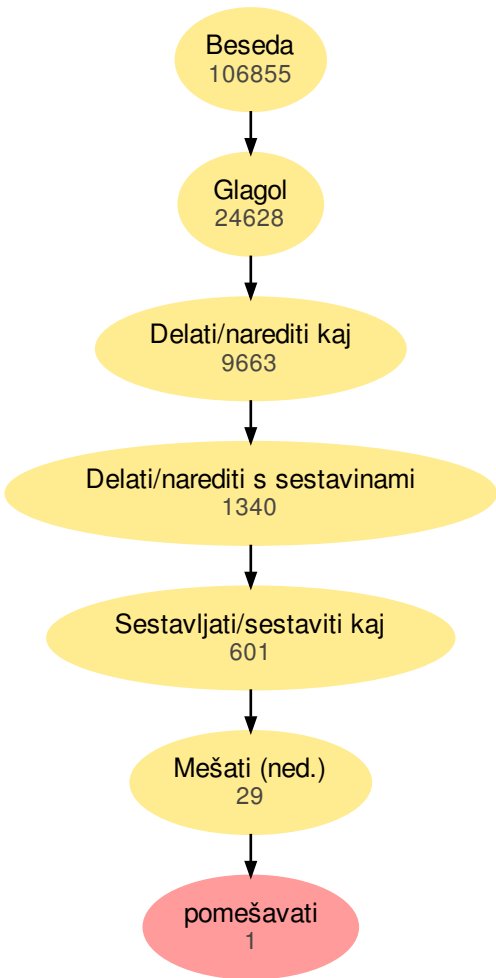 Beseda
106855
Glagol
24628
Delati/narediti kaj
9663
Delati/narediti s sestavinami
1340
Sestavljati/sestaviti kaj
601
Mešati (ned.)
29
pomešavati
1